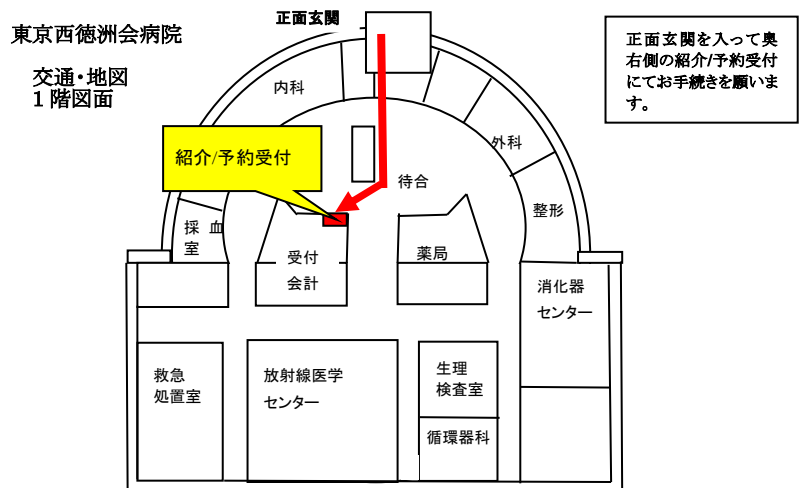 正面玄関
東京西徳洲会病院
交通・地図
1階図面
正面玄関を入って奥
右側の紹介/予約受付
にてお手続きを願いま
す。
内科
外科
紹介/予約受付
待合
整形
採 血
室
受付
会計
薬局
消化器
センター
救急
処置室
放射線医学
センター
生理
検査室
循環器科